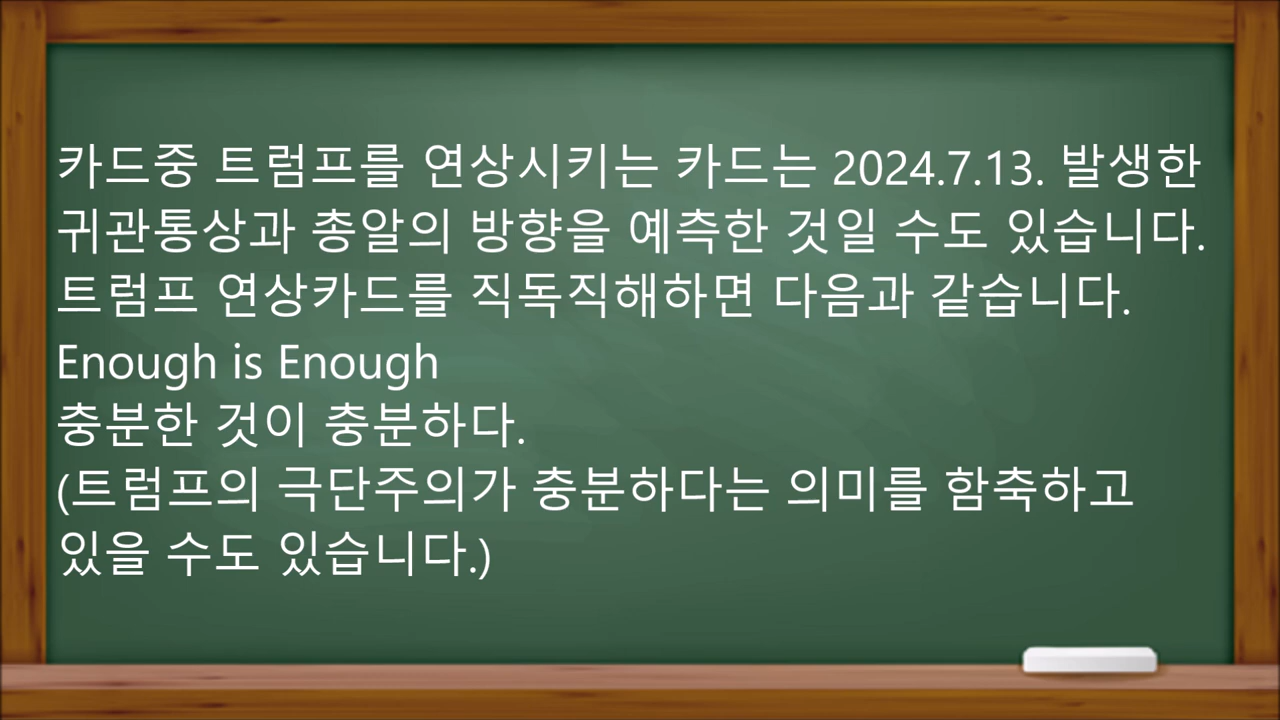 카드중 트럼프를 연상시키는 카드는 2024.7.13. 발생한
귀관통상과 총알의 방향을 예측한 것일 수도 있습니다.
트럼프 연상카드를 직독직해하면 다음과 같습니다.
Enough is Enough
충분한 것이 충분하다.
(트럼프의 극단주의가 충분하다는 의미를 함축하고
있을 수도 있습니다.)